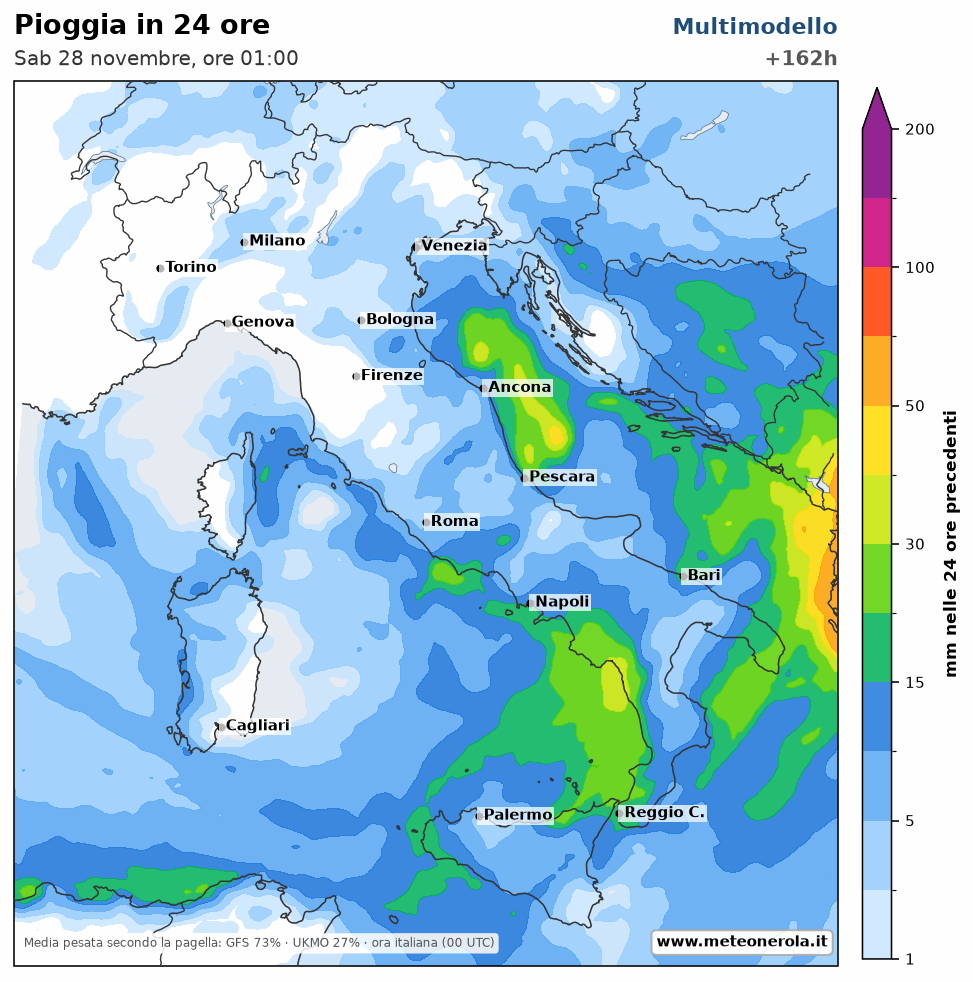 Pioggia in 24 ore
Multimodello
Sab 28 novembre, ore 01:00
+162h
200
100
50
30
15
5
1
mm nelle 24 ore precedenti
Milano
Venezia
Torino
Genova
Bologna
Firenze
Ancona
Pescara
Roma
Bari
Napoli
Cagliari
Palermo
Reggio C.
Media pesata secondo la pagella: GFS 73% · UKMO 27% · ora italiana (00 UTC)
www.meteonerola.it